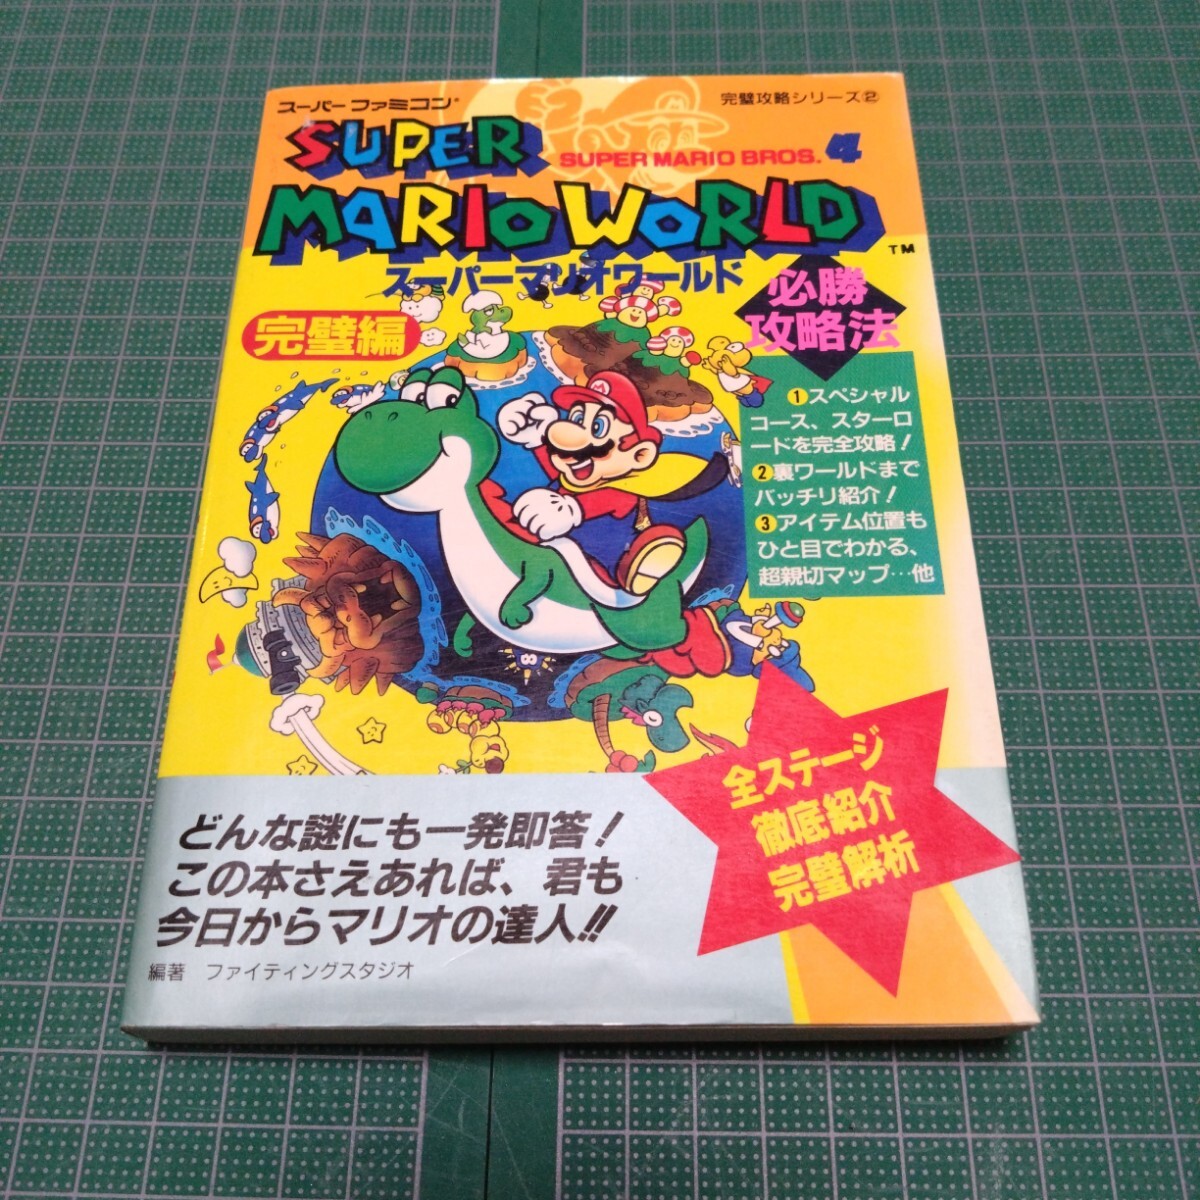 スーパーファミコン
完璧攻略シリーズ②
SUPER
SUPER MARIO BROS. 4
MARIO WORLD
TM
スーパーマリオワールド
必勝
攻略法
完璧編
1スペシャル
コース、スターロ
ードを完全攻略!
2裏ワールドまで
バッチリ紹介!
3アイテム位置も
ひと目でわかる、
超親切マップ…他
全ステージ
徹底紹介
完璧解析
どんな謎にも一発即答!
この本さえあれば、君も
今日からマリオの達人!!
編著 ファイティングスタジオ